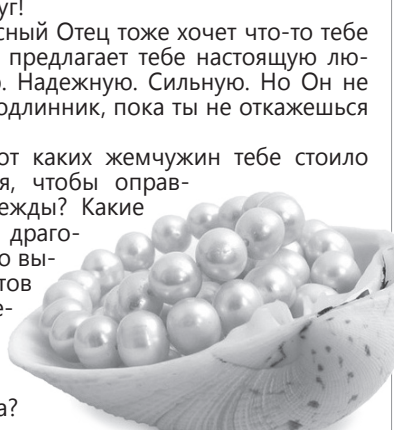 уг!
сный Отец тоже хочет что-то тебе
предлагает тебе настоящую лю-
. Надежную. Сильную. Но Он не
одлинник, пока ты не откажешься
от каких жемчужин тебе стоило
я, чтобы оправ-
ежды? Какие
драго-
о вы-
тов
е-
а?